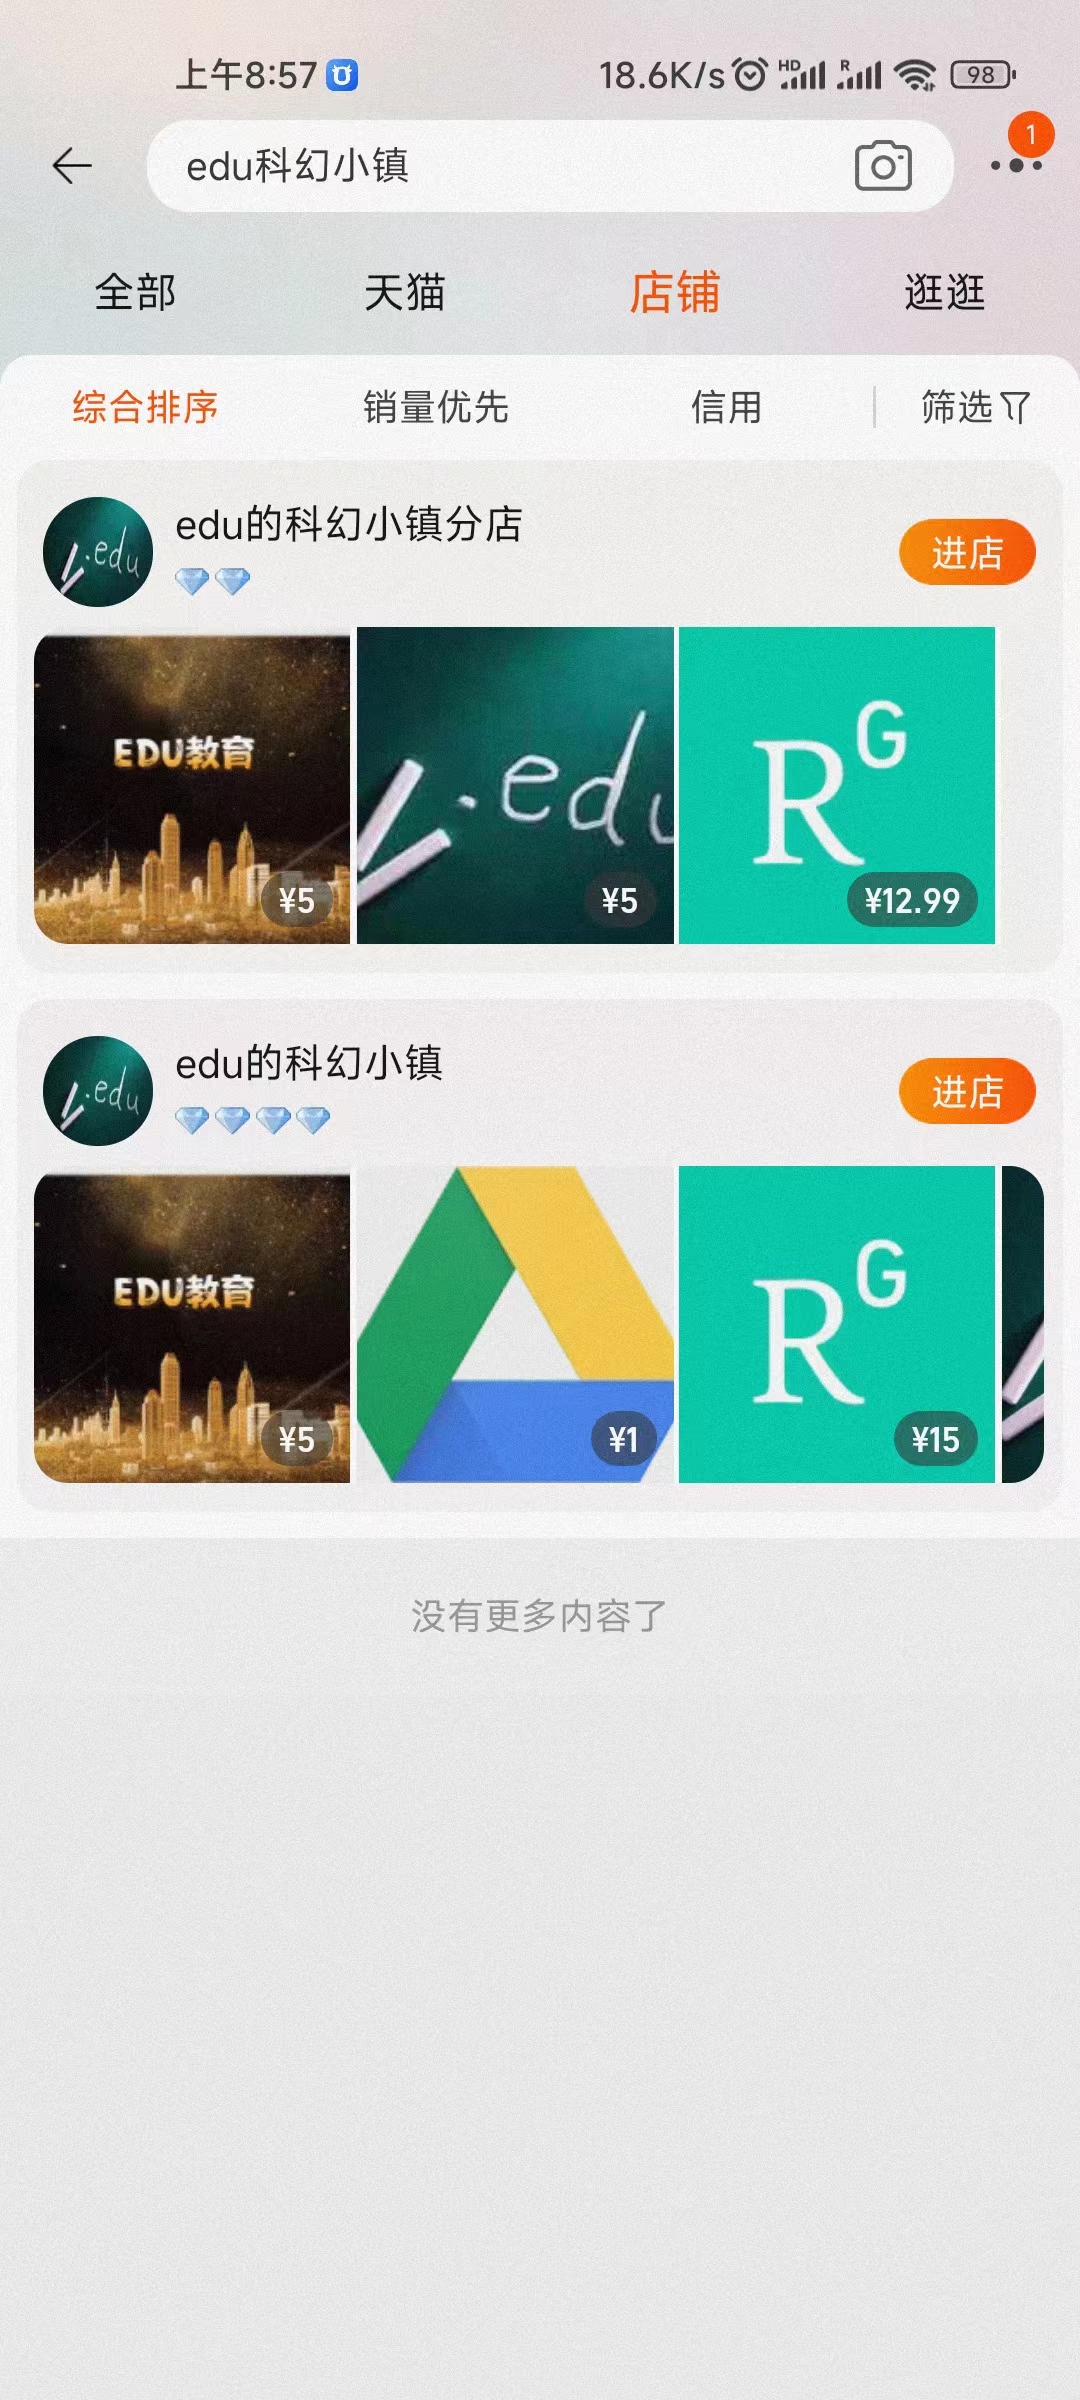 上午8:57 18.6K/s HD R 98
edu科幻小镇
1
全部 天猫 店铺 逛逛
综合排序 销量优先 信用 筛选
edu的科幻小镇分店
进店
EDU教育
¥5
edu
¥5
RG
¥12.99
edu的科幻小镇
进店
EDU教育
¥5
¥1
RG
¥15
没有更多内容了